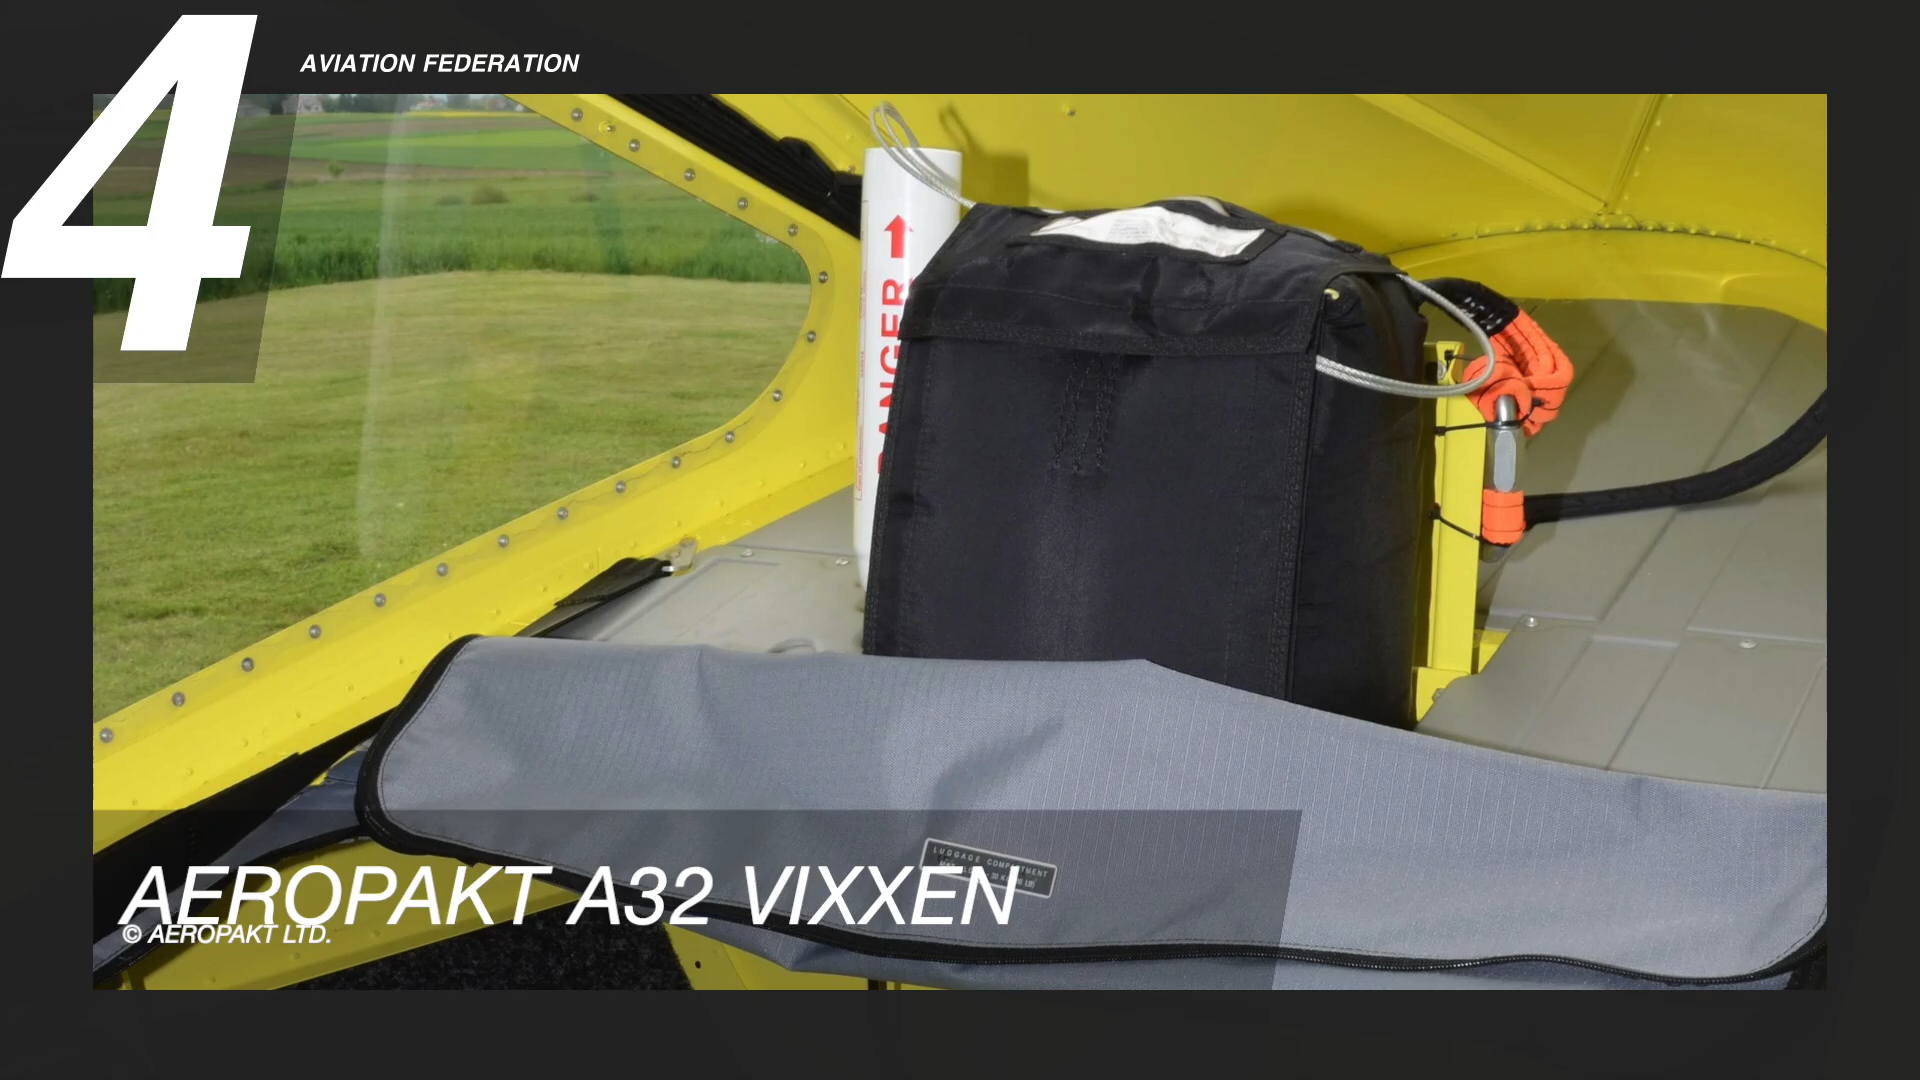 4
AVIATION FEDERATION
DANGER
LUGGAGE COMPARTMENT
AEROPAKT A32 VIXXEN
© AEROPAKT LTD.